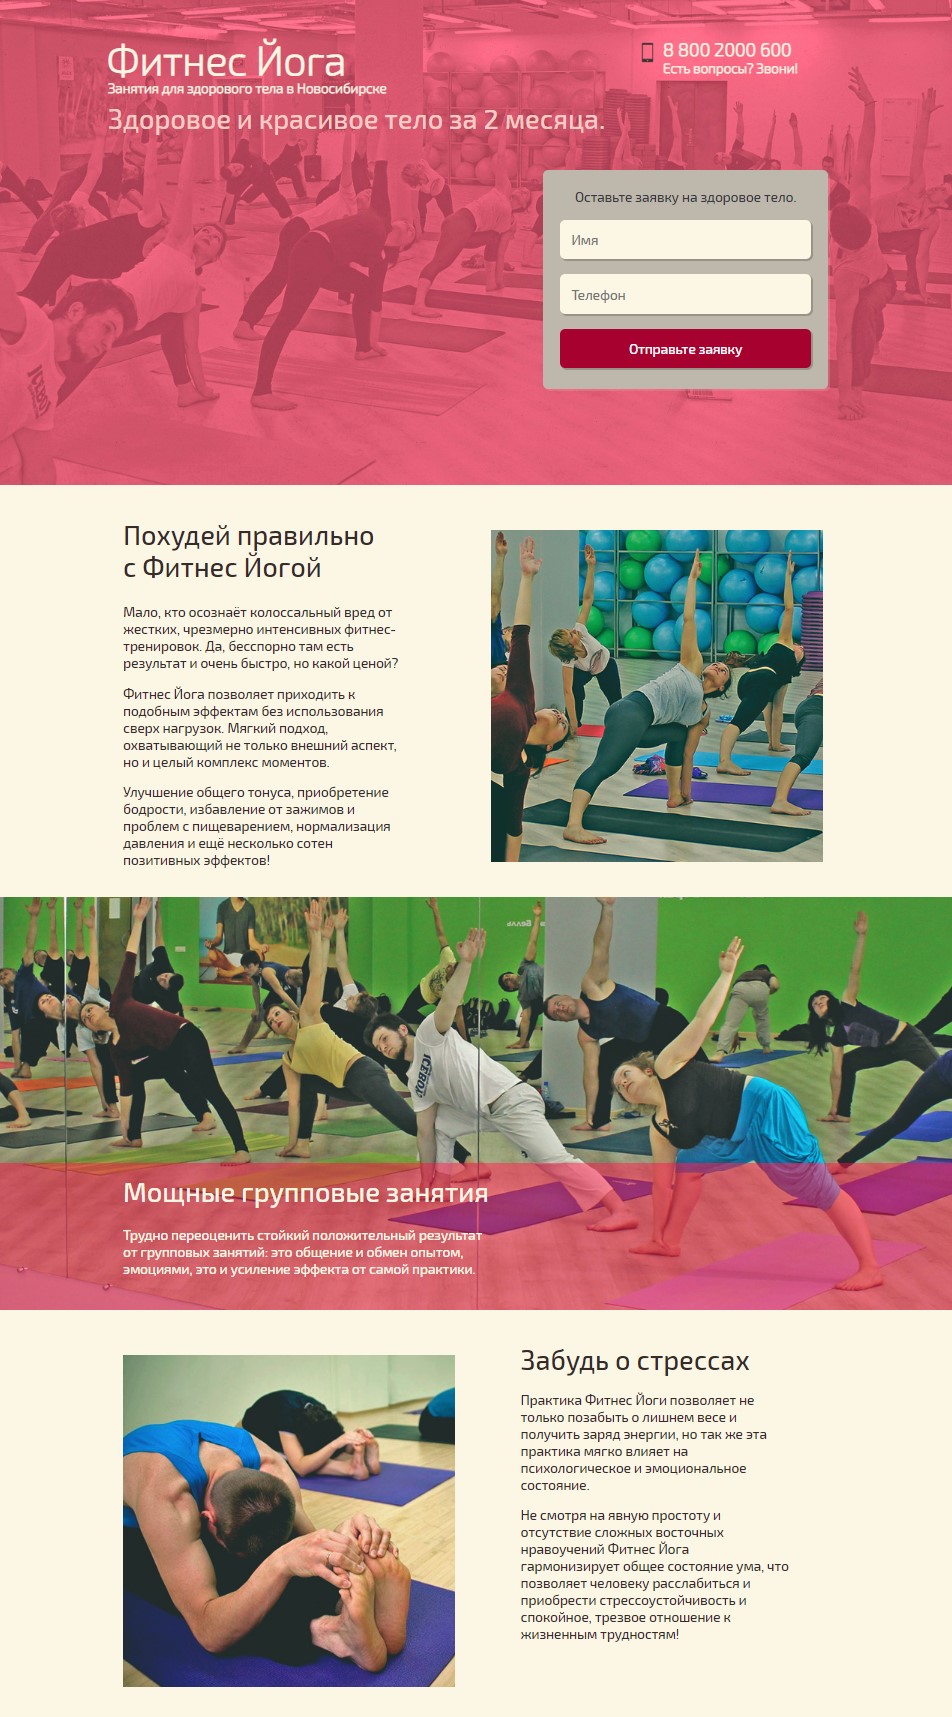 Фитнес Йога
Занятия для здорового тела в Новосибирске
8 800 2000 600
Есть вопросы? Звони!
Здоровое и красивое тело за 2 месяца.
Оставьте заявку на здоровое тело.
Имя
Телефон
Отправьте заявку
ICEBO
Похудей правильно
с Фитнес Йогой
Мало, кто осознаёт колоссальный вред от
жестких, чрезмерно интенсивных фитнес-
тренировок. Да, бесспорно там есть
результат и очень быстро, но какой ценой?
Фитнес Йога позволяет приходить к
подобным эффектам без использования
сверх нагрузок. Мягкий подход,
охватывающий не только внешний аспект,
но и целый комплекс моментов.
Улучшение общего тонуса, приобретение
бодрости, избавление от зажимов и
проблем с пищеварением, нормализация
давления и ещё несколько сотен
позитивных эффектов!
ICEBOX
Мощные групповые занятия
Трудно переоценить стойкий положительный результат
от групповых занятий: это общение и обмен опытом,
эмоциями, это и усиление эффекта от самой практики.
Забудь о стрессах
Практика Фитнес Йоги позволяет не
только позабыть о лишнем весе и
получить заряд энергии, но так же эта
практика мягко влияет на
психологическое и эмоциональное
состояние.
Не смотря на явную простоту и
отсутствие сложных восточных
нравоучений Фитнес Йога
гармонизирует общее состояние ума, что
позволяет человеку расслабиться и
приобрести стрессоустойчивость и
спокойное, трезвое отношение к
жизненным трудностям!